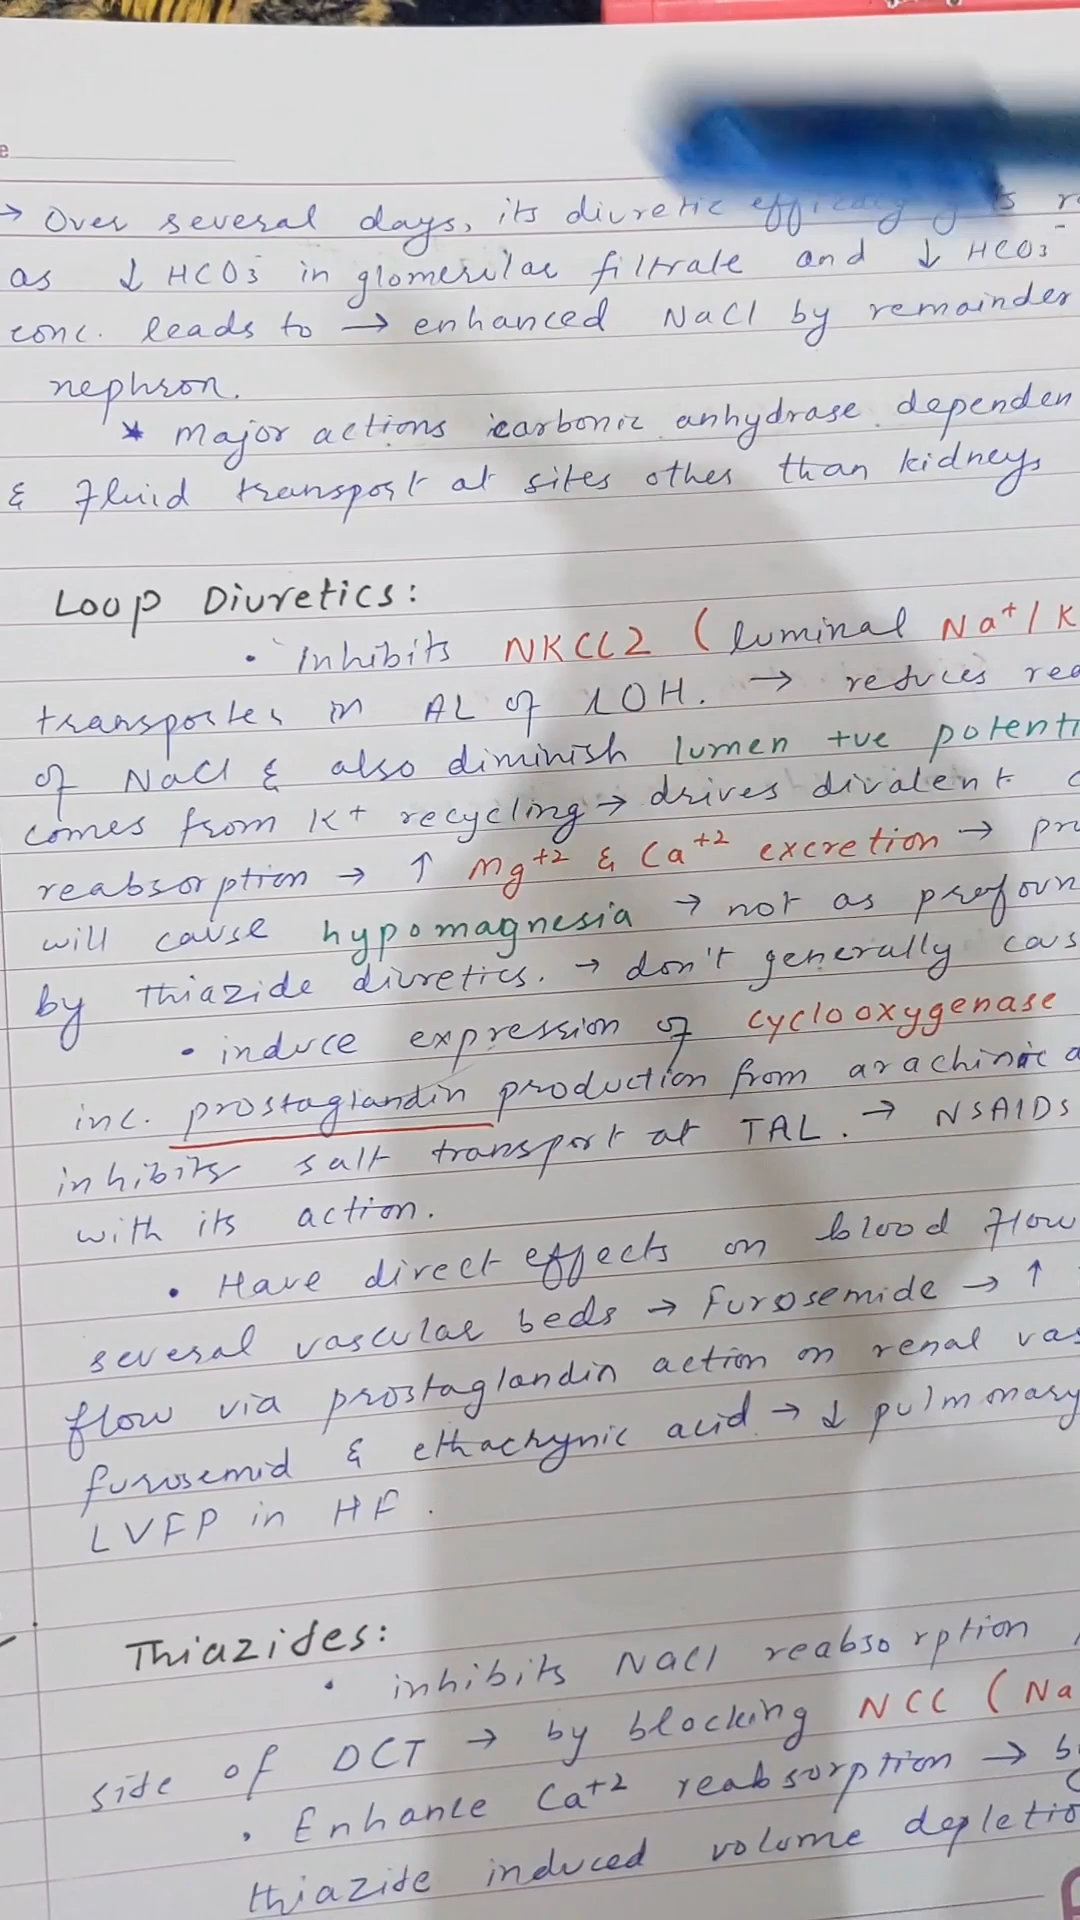 e
→ Over several days, its diuretic efficacy is
as ↓ HCO3⁻ in glomerular filtrate and ↓ HCO3⁻
conc. leads to → enhanced NaCl by remainder
nephron.
* Major actions carbonic anhydrase dependen
& fluid transport at sites other than kidneys
Loop Diuretics:
• Inhibits NKCC2 (luminal Na⁺/K
transporter in AL of LOH. → reduces rea
of NaCl & also diminish lumen +ve potenti
comes from K+ recycling → drives divalent c
reabsorption → ↑ Mg+2 & Ca+2 excretion → pro
will cause hypomagnesia → not as profoun
by thiazide diuretics. → don't generally caus
• induce expression of cyclooxygenase
inc. prostaglandin production from arachinic a
inhibits salt transport at TAL. → NSAIDS
with its action.
• Have direct effects on blood flow
several vascular beds → Furosemide → ↑
flow via prostaglandin action on renal vas
furosemid & ethacrynic acid → ↓ pulmonary
LVFP in HF.
Thiazides:
• inhibits NaCl reabsorption
side of DCT → by blocking NCC (Na
• Enhance Ca+2 reabsorption → by
thiazide induced volume depletio